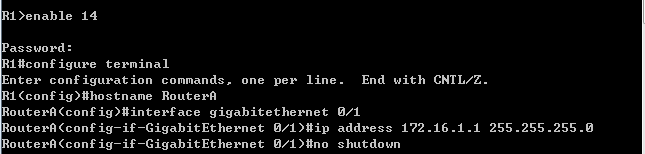 R1>enable 14
Password:
R1#configure terminal
Enter configuration commands, one per line.  End with CNTL/Z.
R1(config)#hostname RouterA
RouterA(config)#interface gigabitethernet 0/1
RouterA(config-if-GigabitEthernet 0/1)#ip address 172.16.1.1 255.255.255.0
RouterA(config-if-GigabitEthernet 0/1)#no shutdown